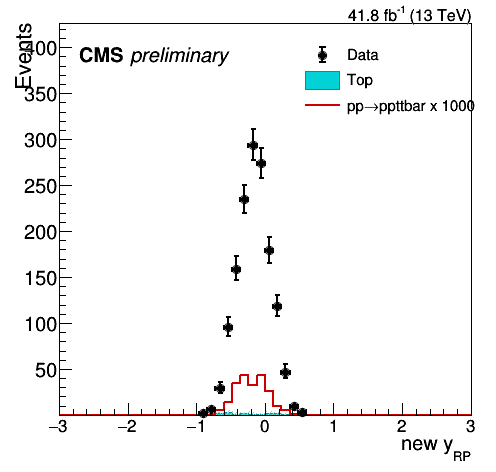 41.8 fb⁻¹ (13 TeV)
Events
CMS preliminary
Data
Top
pp→ppttbar x 1000
400
350
300
250
200
150
100
50
−3 −2 −1 0 1 2 3
new y_RP